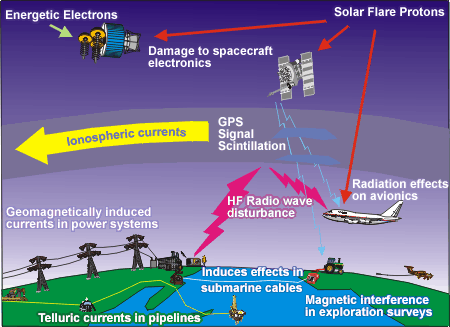 Energetic Electrons
Solar Flare Protons
Damage to spacecraft
electronics
GPS
Signal
Scintillation
Ionospheric currents
Radiation effects
on avionics
HF Radio wave
disturbance
Geomagnetically induced
currents in power systems
Induces effects in
submarine cables
Magnetic interference
in exploration surveys
Telluric currents in pipelines